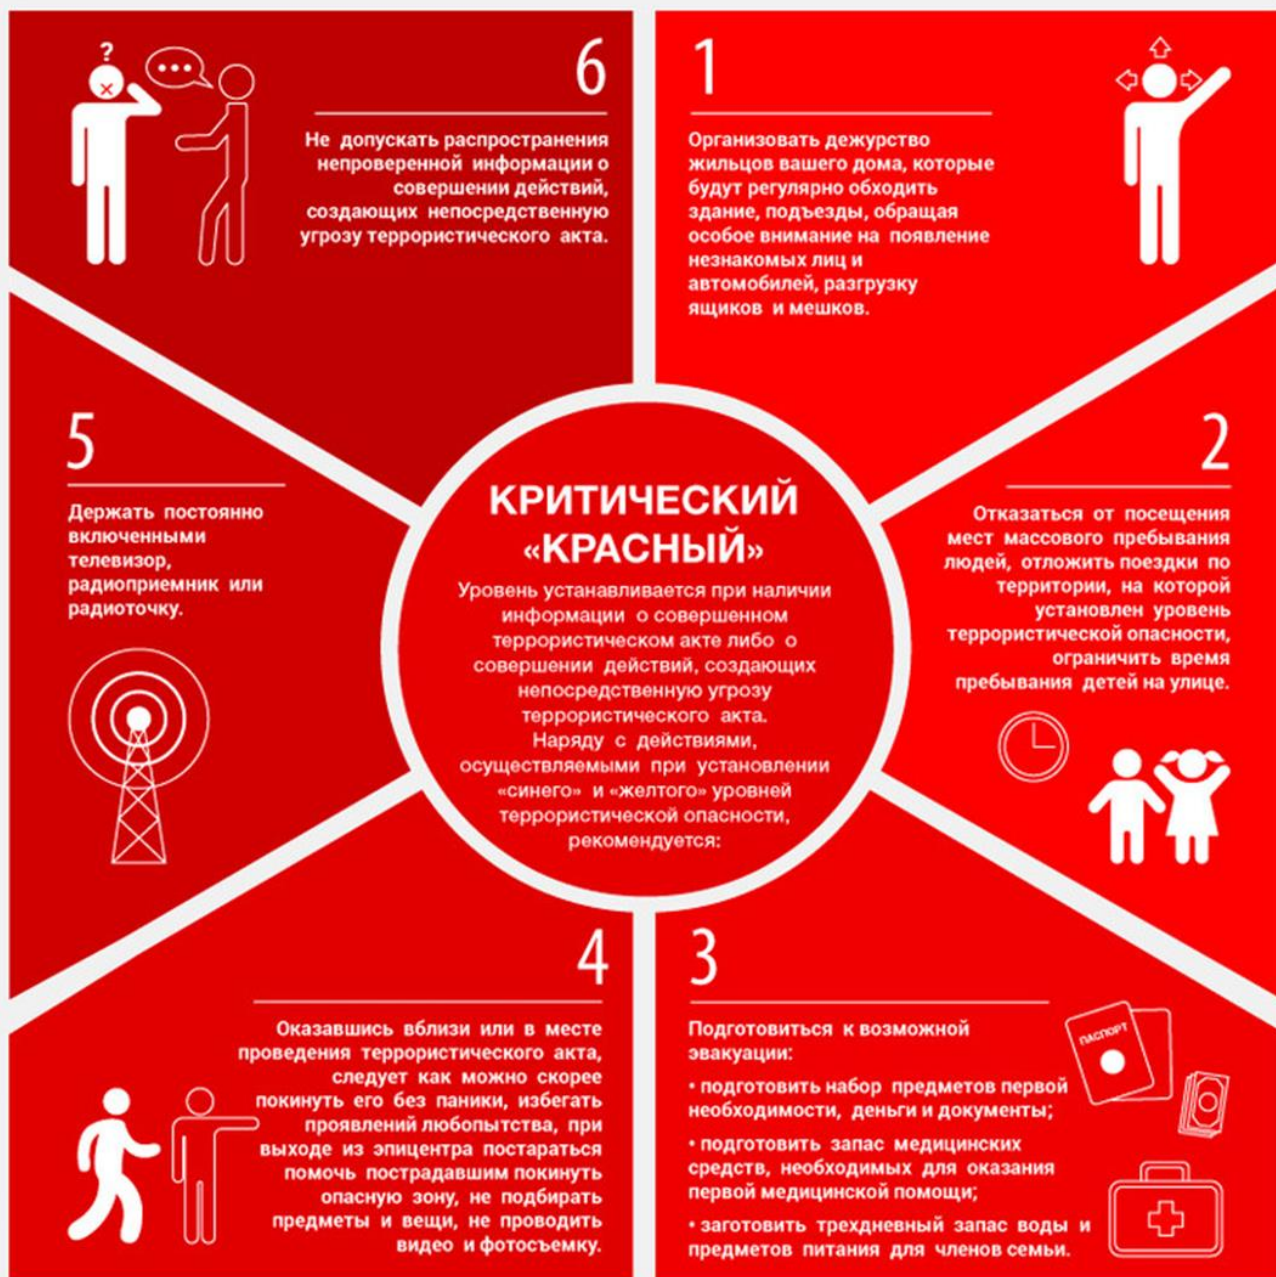 КРИТИЧЕСКИЙ
«КРАСНЫЙ»
Уровень устанавливается при наличии
информации о совершенном
террористическом акте либо о
совершении действий, создающих
непосредственную угрозу
террористического акта.
Наряду с действиями,
осуществляемыми при установлении
«синего» и «желтого» уровней
террористической опасности,
рекомендуется:
1
Организовать дежурство
жильцов вашего дома, которые
будут регулярно обходить
здание, подъезды, обращая
особое внимание на появление
незнакомых лиц и
автомобилей, разгрузку
ящиков и мешков.
2
Отказаться от посещения
мест массового пребывания
людей, отложить поездки по
территории, на которой
установлен уровень
террористической опасности,
ограничить время
пребывания детей на улице.
3
Подготовиться к возможной
эвакуации:
• подготовить набор предметов первой
необходимости, деньги и документы;
• подготовить запас медицинских
средств, необходимых для оказания
первой медицинской помощи;
• заготовить трехдневный запас воды и
предметов питания для членов семьи.
ПАСПОРТ
4
Оказавшись вблизи или в месте
проведения террористического акта,
следует как можно скорее
покинуть его без паники, избегать
проявлений любопытства, при
выходе из эпицентра постараться
помочь пострадавшим покинуть
опасную зону, не подбирать
предметы и вещи, не проводить
видео и фотосъемку.
5
Держать постоянно
включенными
телевизор,
радиоприемник или
радиоточку.
6
Не допускать распространения
непроверенной информации о
совершении действий,
создающих непосредственную
угрозу террористического акта.
?